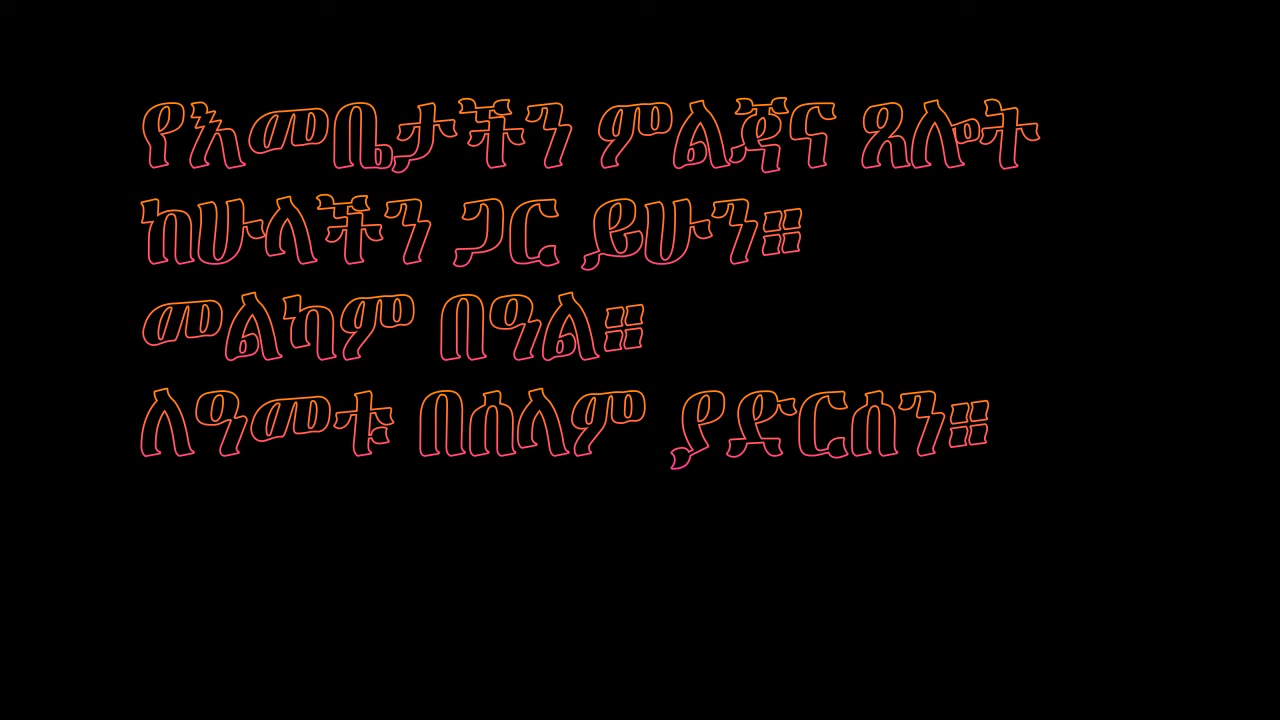 የእመቤታችን ምልጃና ጸሎት
ከሁላችን ጋር ይሁን።
መልካም በዓል።
ለዓመቱ በሰላም ያድርሰን።